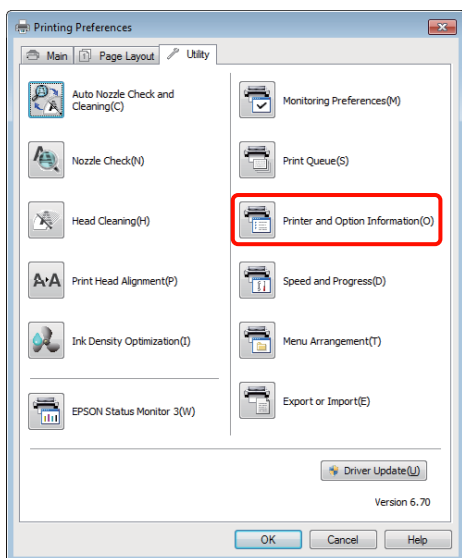 Printing Preferences
Main
Page Layout
Utility
Auto Nozzle Check and
Cleaning(C)
Nozzle Check(N)
Head Cleaning(H)
Print Head Alignment(P)
Ink Density Optimization(I)
EPSON Status Monitor 3(W)
Monitoring Preferences(M)
Print Queue(S)
Printer and Option Information(O)
Speed and Progress(D)
Menu Arrangement(T)
Export or Import(E)
Driver Update(U)
Version 6.70
OK
Cancel
Help